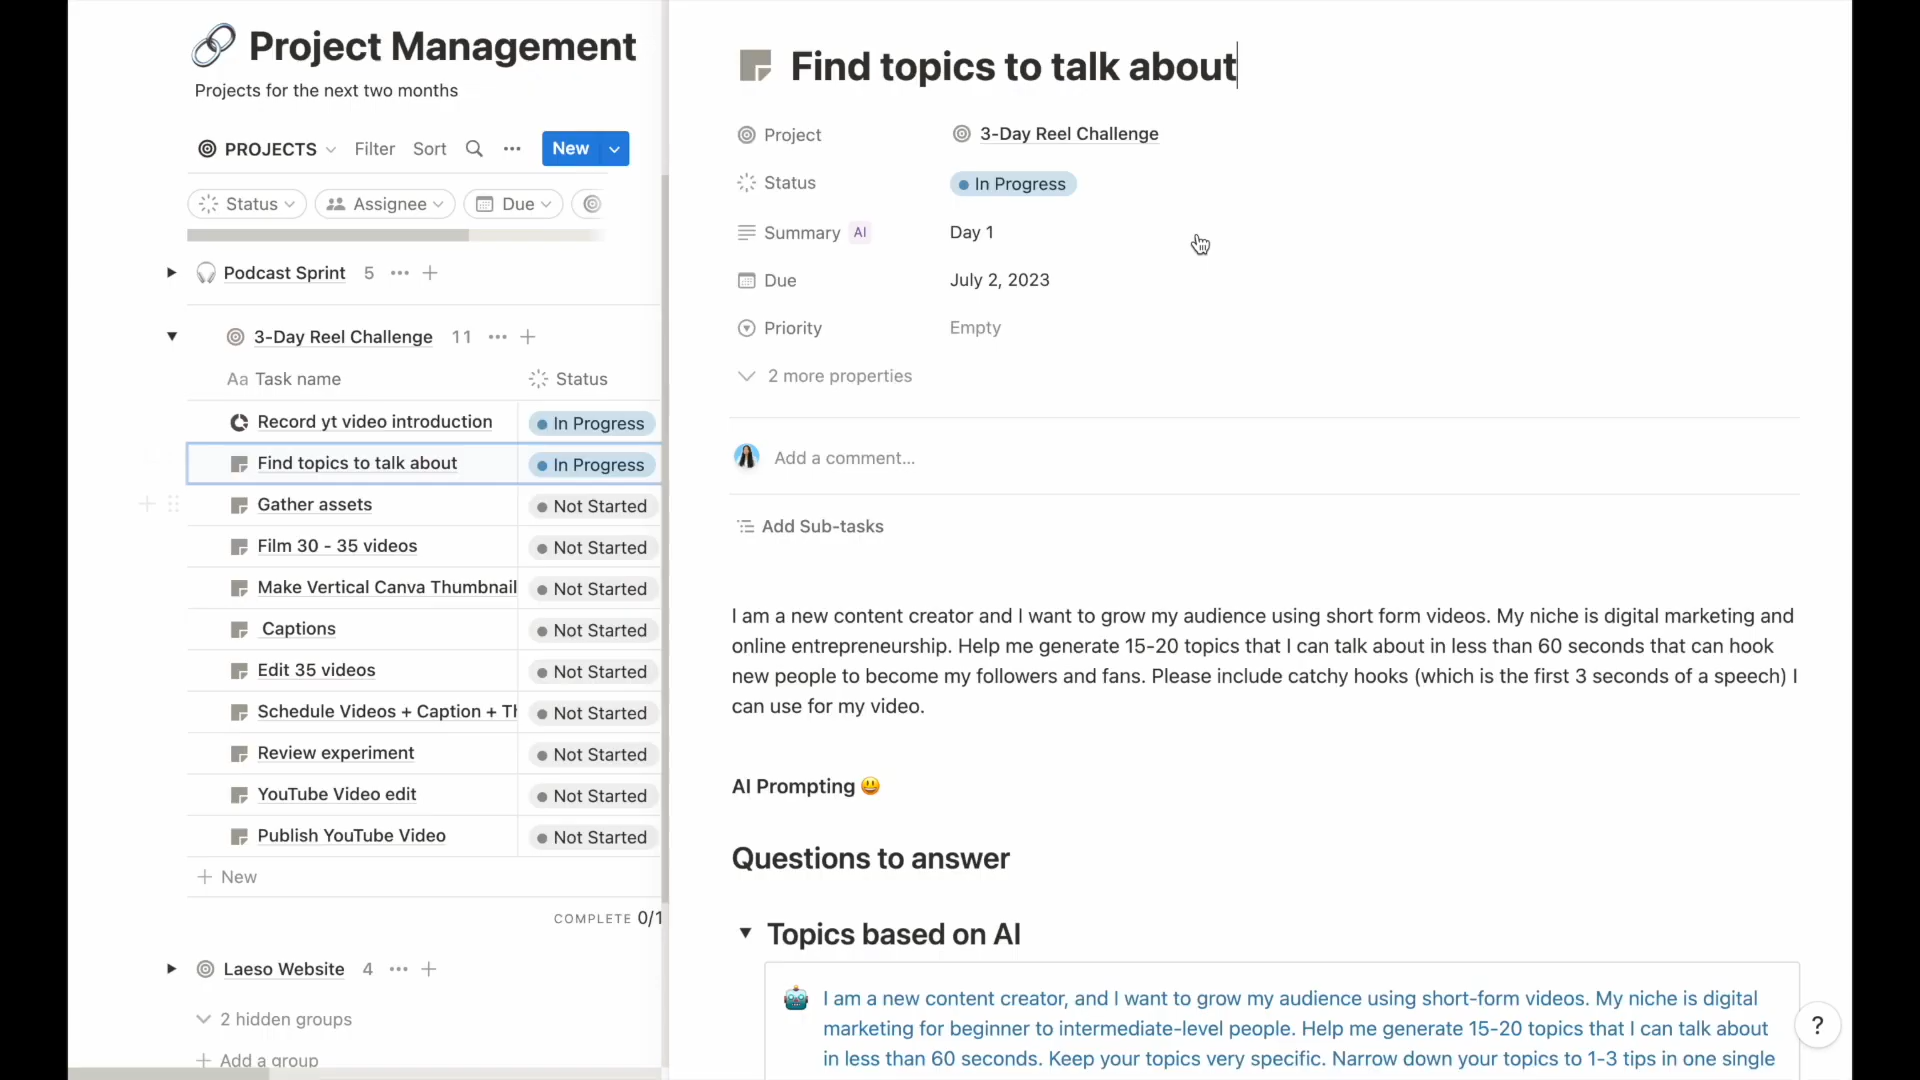 Project Management
Projects for the next two months
PROJECTS Filter Sort New
Status Assignee Due
Podcast Sprint 5
3-Day Reel Challenge 11
Aa Task name Status
Record yt video introduction In Progress
Find topics to talk about In Progress
Gather assets Not Started
Film 30 - 35 videos Not Started
Make Vertical Canva Thumbnail Not Started
Captions Not Started
Edit 35 videos Not Started
Schedule Videos + Caption + Th Not Started
Review experiment Not Started
YouTube Video edit Not Started
Publish YouTube Video Not Started
New
COMPLETE 0/1
Laeso Website 4
2 hidden groups
Add a group
Find topics to talk about
Project 3-Day Reel Challenge
Status In Progress
Summary AI Day 1
Due July 2, 2023
Priority Empty
2 more properties
Add a comment...
Add Sub-tasks
I am a new content creator and I want to grow my audience using short form videos. My niche is digital marketing and
online entrepreneurship. Help me generate 15-20 topics that I can talk about in less than 60 seconds that can hook
new people to become my followers and fans. Please include catchy hooks (which is the first 3 seconds of a speech) I
can use for my video.
AI Prompting 😃
Questions to answer
Topics based on AI
I am a new content creator, and I want to grow my audience using short-form videos. My niche is digital
marketing for beginner to intermediate-level people. Help me generate 15-20 topics that I can talk about
in less than 60 seconds. Keep your topics very specific. Narrow down your topics to 1-3 tips in one single
?